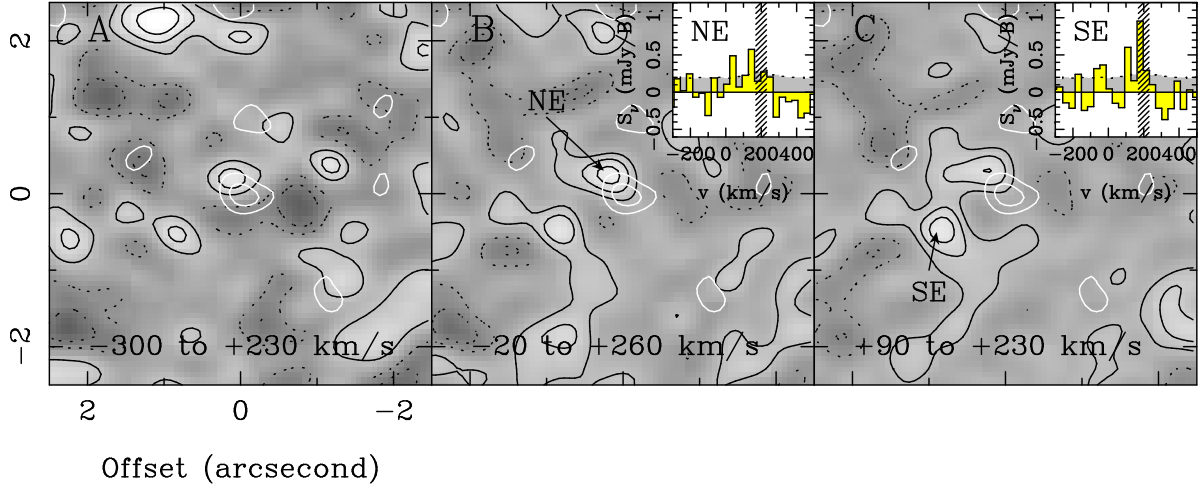 A
B
C
NE
SE
NE
SE
S_ν (mJy/B)
S_ν (mJy/B)
1
0.5
0
−0.5
1
0.5
0
−0.5
−200 0 200 400
−200 0 200 400
v (km/s)
v (km/s)
2
0
−2
−300 to +230 km/s
−20 to +260 km/s
+90 to +230 km/s
2
0
−2
Offset (arcsecond)